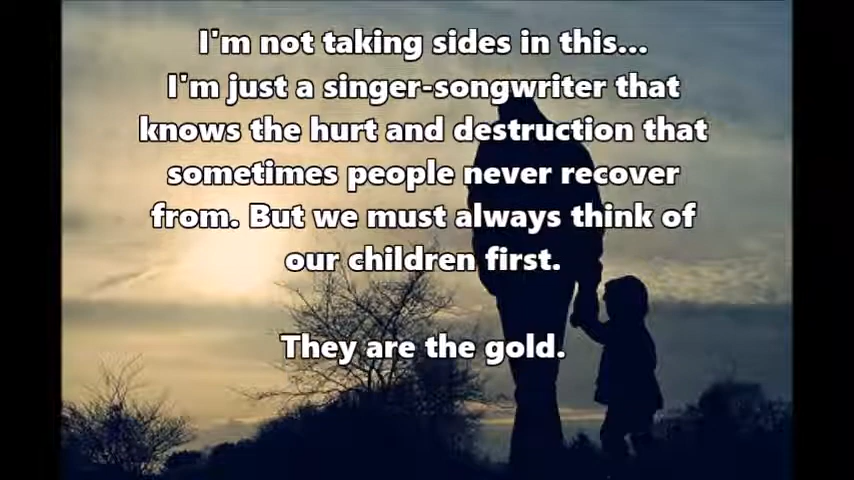 I'm not taking sides in this...
I'm just a singer-songwriter that
knows the hurt and destruction that
sometimes people never recover
from. But we must always think of
our children first.
They are the gold.